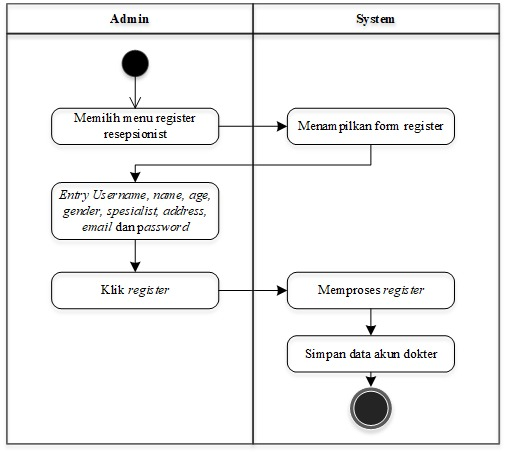 Admin
System
Memilih menu register
resepsionist
Menampilkan form register
Entry Username, name, age,
gender, spesialist, address,
email dan password
Klik register
Memproses register
Simpan data akun dokter